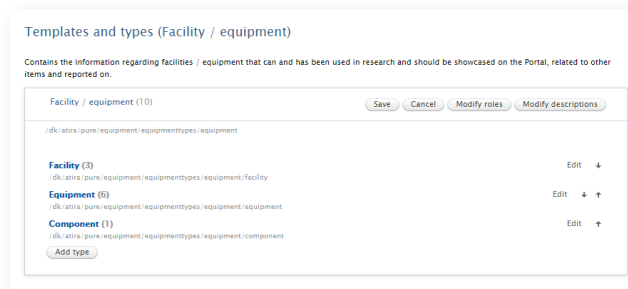 Templates and types (Facility / equipment)
Contains the information regarding facilities / equipment that can and has been used in research and should be showcased on the Portal, related to other
items and reported on.
Facility / equipment (10) Save Cancel Modify roles Modify descriptions
/dk/atira/pure/equipment/equipmenttypes/equipment
Facility (3) Edit
/dk/atira/pure/equipment/equipmenttypes/equipment/facility
Equipment (6) Edit
/dk/atira/pure/equipment/equipmenttypes/equipment/equipment
Component (1) Edit
/dk/atira/pure/equipment/equipmenttypes/equipment/component
Add type